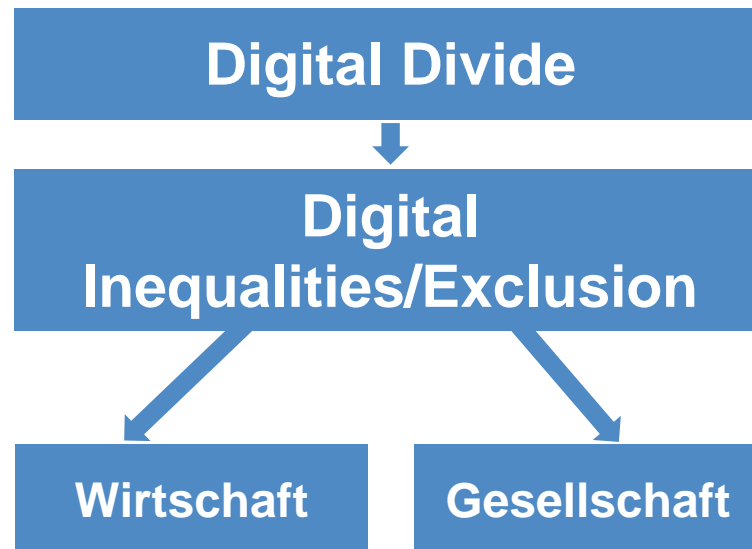 Digital Divide
Digital
Inequalities/Exclusion
Wirtschaft
Gesellschaft